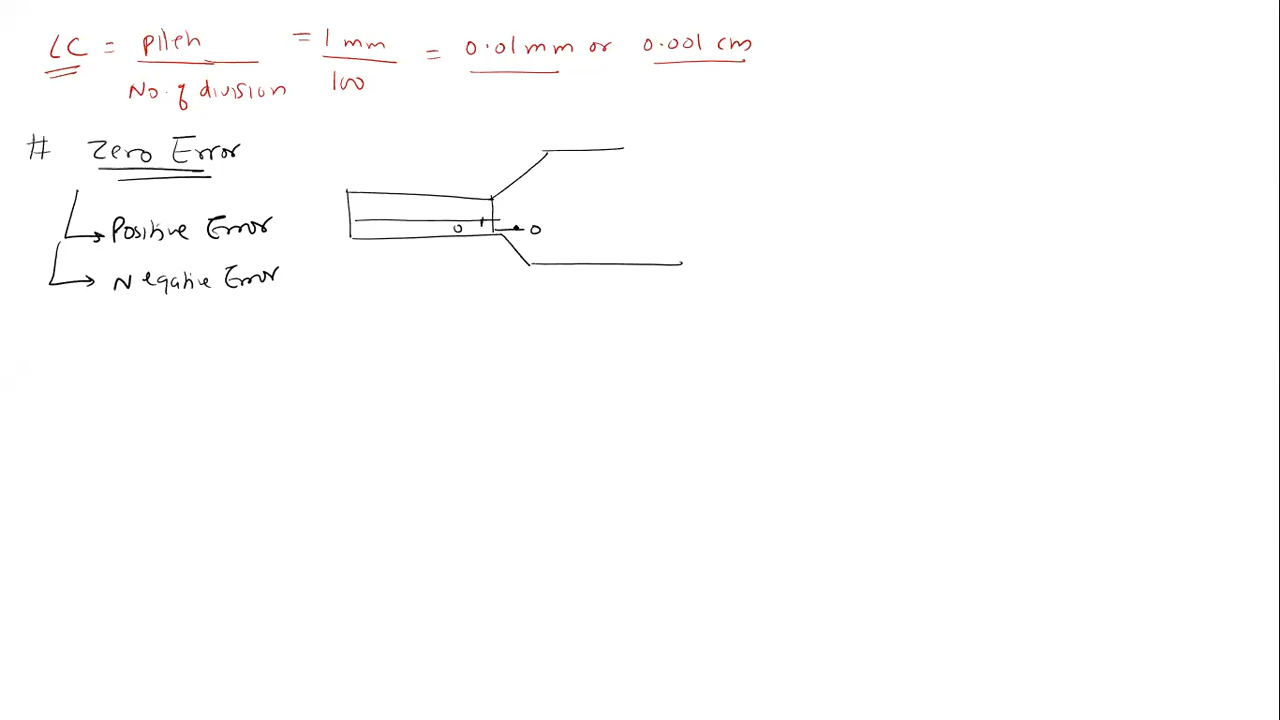 LC = Pitch / No. of division = 1 mm / 100 = 0.01 mm or 0.001 cm
# Zero Error
Positive Error
Negative Error
0 0